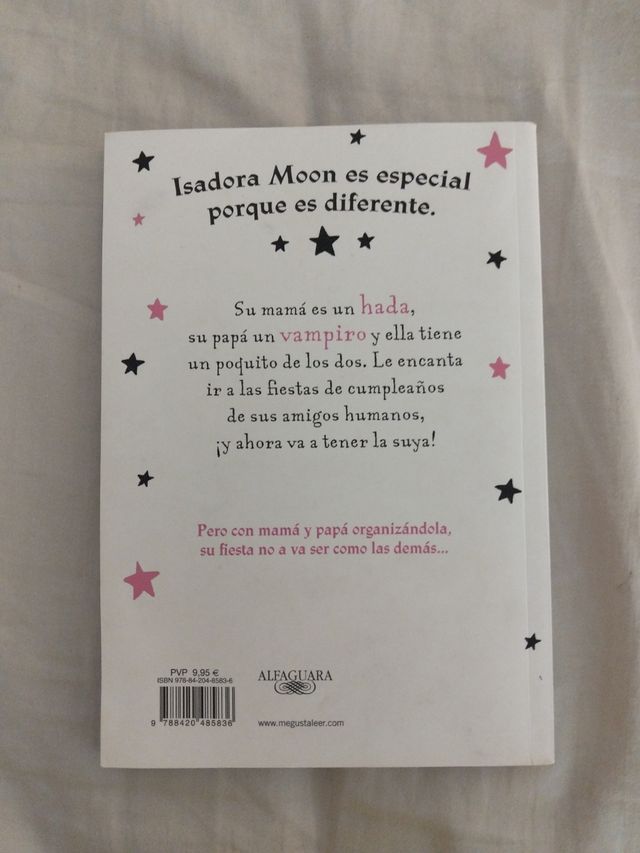 Isadora Moon es especial
porque es diferente.
Su mamá es un hada,
su papá un vampiro y ella tiene
un poquito de los dos. Le encanta
ir a las fiestas de cumpleaños
de sus amigos humanos,
¡y ahora va a tener la suya!
Pero con mamá y papá organizándola,
su fiesta no a va ser como las demás...
PVP 9,95 €
ISBN 978-84-204-8583-6
9 788420 485836
ALFAGUARA
www.megustaleer.com